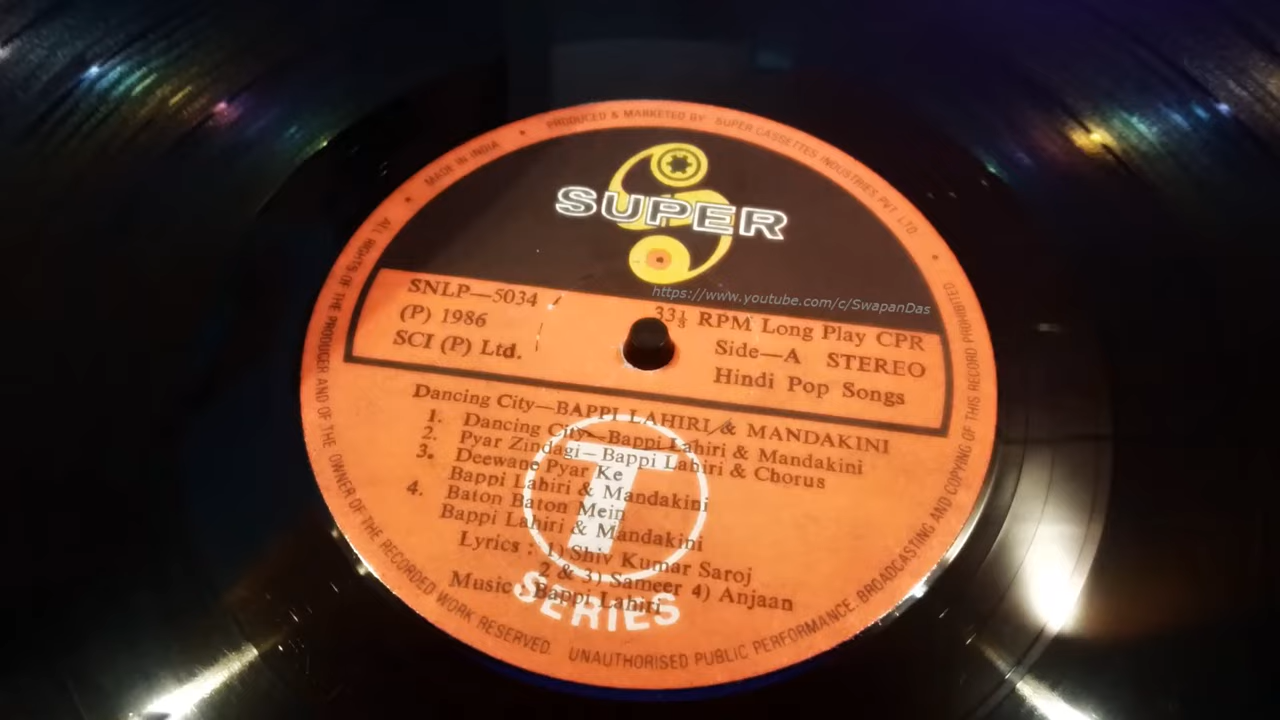 MADE IN INDIA • PRODUCED & MARKETED BY SUPER CASSETTES INDUSTRIES PVT. LTD. •
SUPER
https://www.youtube.com/c/SwapanDas
SNLP—5034
33⅓ RPM Long Play CPR
(P) 1986
Side—A STEREO
SCI (P) Ltd.
Hindi Pop Songs
Dancing City—BAPPI LAHIRI & MANDAKINI
1. Dancing City—Bappi Lahiri & Mandakini
2. Pyar Zindagi—Bappi Lahiri & Chorus
3. Deewane Pyar Ke
Bappi Lahiri & Mandakini
4. Baton Baton Mein
Bappi Lahiri & Mandakini
Lyrics : 1) Shiv Kumar Saroj
2 & 3) Sameer 4) Anjaan
Music : Bappi Lahiri
T
SERIES
ALL RIGHTS OF THE PRODUCER AND OF THE OWNER OF THE RECORDED WORK RESERVED. UNAUTHORISED PUBLIC PERFORMANCE. BROADCASTING AND COPYING OF THIS RECORD PROHIBITED